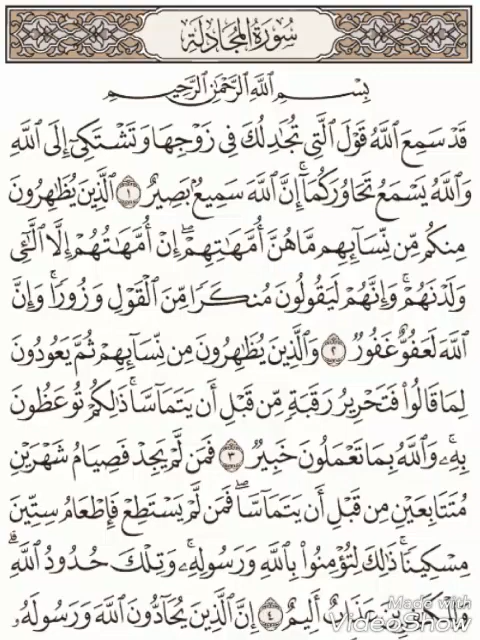 سُورَةُ المُجَادلَة
بِسْمِ ٱللَّهِ ٱلرَّحْمَٰنِ ٱلرَّحِيمِ
قَدْ سَمِعَ ٱللَّهُ قَوْلَ ٱلَّتِي تُجَٰدِلُكَ فِي زَوْجِهَا وَتَشْتَكِيٓ إِلَى ٱللَّهِ
وَٱللَّهُ يَسْمَعُ تَحَاوُرَكُمَآ إِنَّ ٱللَّهَ سَمِيعُۢ بَصِيرٌ ١ ٱلَّذِينَ يُظَٰهِرُونَ
مِنكُم مِّن نِّسَآئِهِم مَّا هُنَّ أُمَّهَٰتِهِمْۖ إِنْ أُمَّهَٰتُهُمْ إِلَّا ٱلَّٰٓـِٔي
وَلَدْنَهُمْۚ وَإِنَّهُمْ لَيَقُولُونَ مُنكَرًا مِّنَ ٱلْقَوْلِ وَزُورًاۚ وَإِنَّ
ٱللَّهَ لَعَفُوٌّ غَفُورٌ ٢ وَٱلَّذِينَ يُظَٰهِرُونَ مِن نِّسَآئِهِمْ ثُمَّ يَعُودُونَ
لِمَا قَالُوا۟ فَتَحْرِيرُ رَقَبَةٍ مِّن قَبْلِ أَن يَتَمَآسَّاۚ ذَٰلِكُمْ تُوعَظُونَ
بِهِۦۚ وَٱللَّهُ بِمَا تَعْمَلُونَ خَبِيرٌ ٣ فَمَن لَّمْ يَجِدْ فَصِيَامُ شَهْرَيْنِ
مُتَتَابِعَيْنِ مِن قَبْلِ أَن يَتَمَآسَّاۖ فَمَن لَّمْ يَسْتَطِعْ فَإِطْعَامُ سِتِّينَ
مِسْكِينًاۚ ذَٰلِكَ لِتُؤْمِنُوا۟ بِٱللَّهِ وَرَسُولِهِۦۚ وَتِلْكَ حُدُودُ ٱللَّهِۗ
عَذَابٌ أَلِيمٌ ٤ إِنَّ ٱلَّذِينَ يُحَآدُّونَ ٱللَّهَ وَرَسُولَهُۥ
Made with
VideoShow